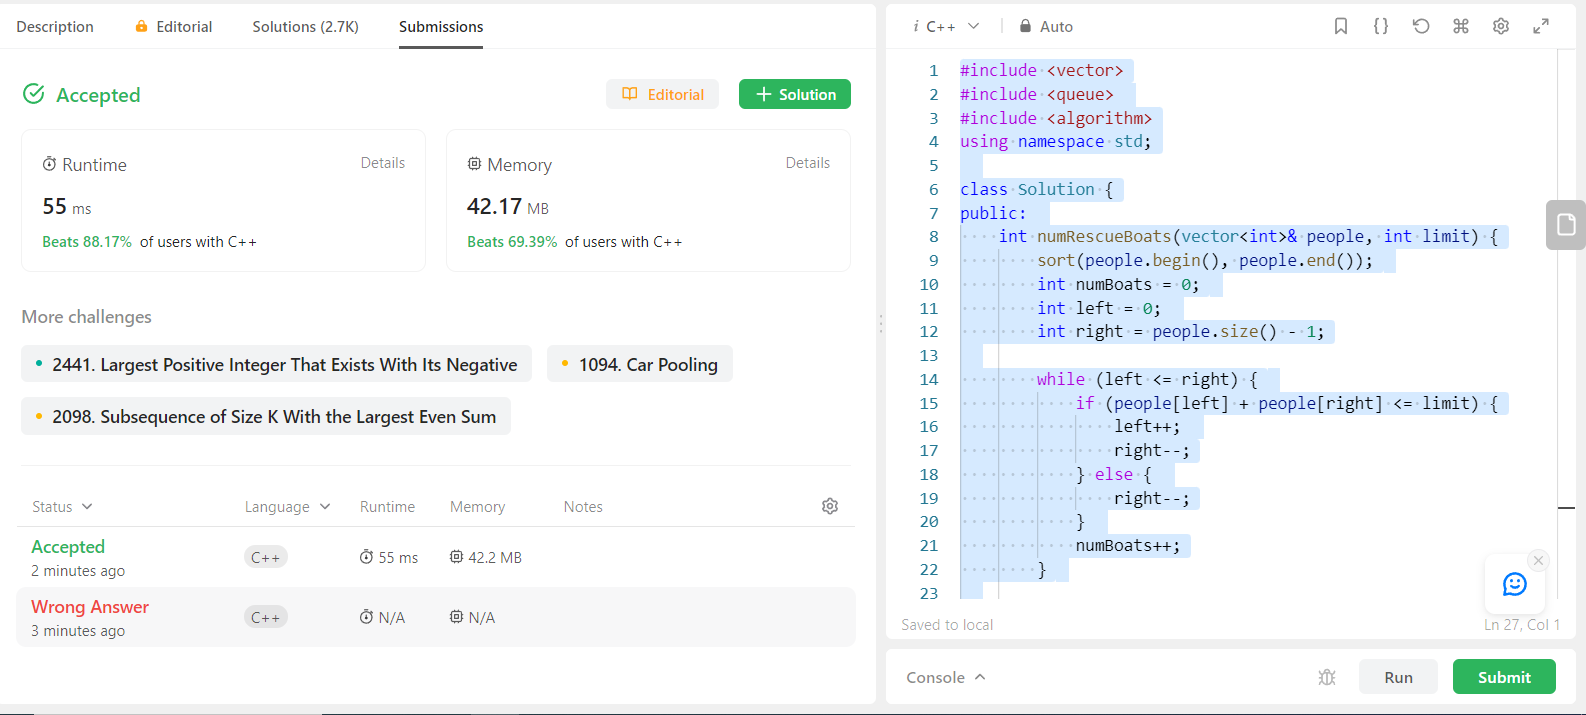 Description Editorial Solutions (2.7K) Submissions
Accepted
Editorial
Solution
Runtime
Details
55 ms
Beats 88.17% of users with C++
Memory
Details
42.17 MB
Beats 69.39% of users with C++
More challenges
2441. Largest Positive Integer That Exists With Its Negative
1094. Car Pooling
2098. Subsequence of Size K With the Largest Even Sum
Status Language Runtime Memory Notes
Accepted
2 minutes ago
C++ 55 ms 42.2 MB
Wrong Answer
3 minutes ago
C++ N/A N/A
i C++ Auto
1 #include <vector>
2 #include <queue>
3 #include <algorithm>
4 using namespace std;
5
6 class Solution {
7 public:
8     int numRescueBoats(vector<int>& people, int limit) {
9         sort(people.begin(), people.end());
10         int numBoats = 0;
11         int left = 0;
12         int right = people.size() - 1;
13
14         while (left <= right) {
15             if (people[left] + people[right] <= limit) {
16                 left++;
17                 right--;
18             } else {
19                 right--;
20             }
21             numBoats++;
22         }
23
Saved to local
Ln 27, Col 1
Console
Run
Submit